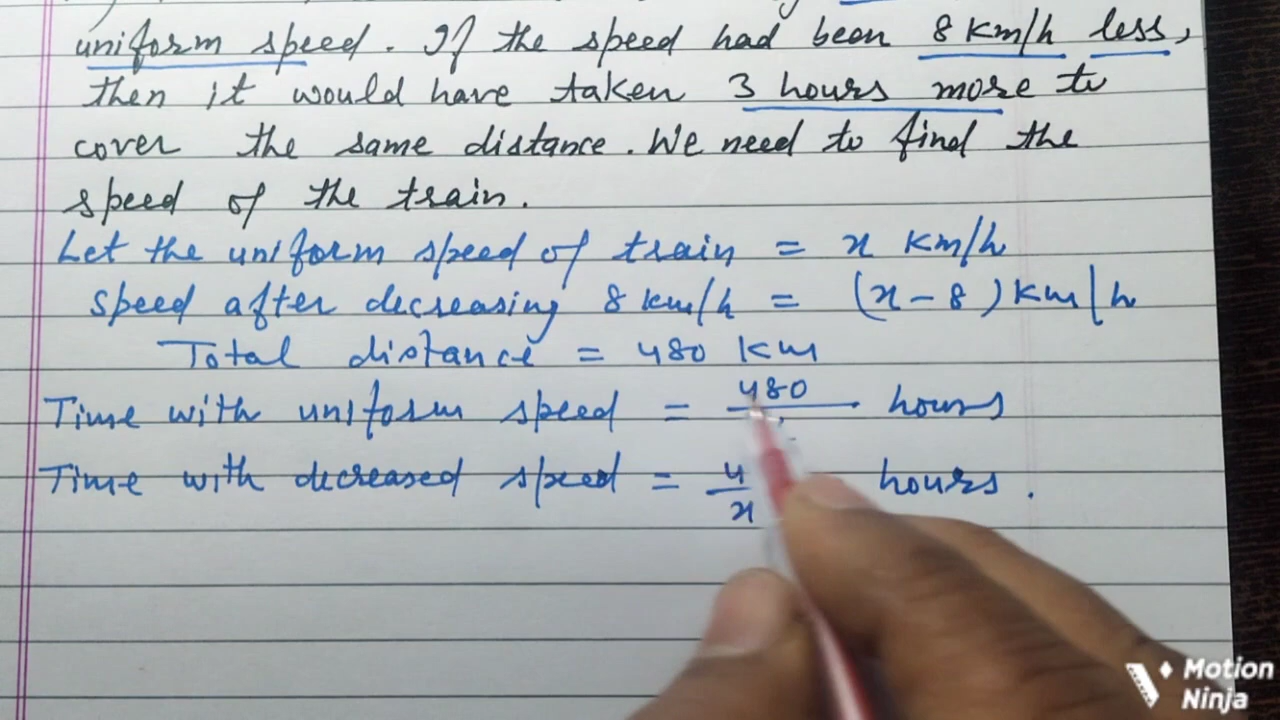 uniform speed. If the speed had been 8 Km/h less,
then it would have taken 3 hours more to
cover the same distance. We need to find the
speed of the train.
Let the uniform speed of train = x Km/h
speed after decreasing 8 km/h = (x-8) Km/h
Total distance = 480 Km
Time with uniform speed = 480 hours
Time with decreased speed = 4/x hours.
Motion
Ninja